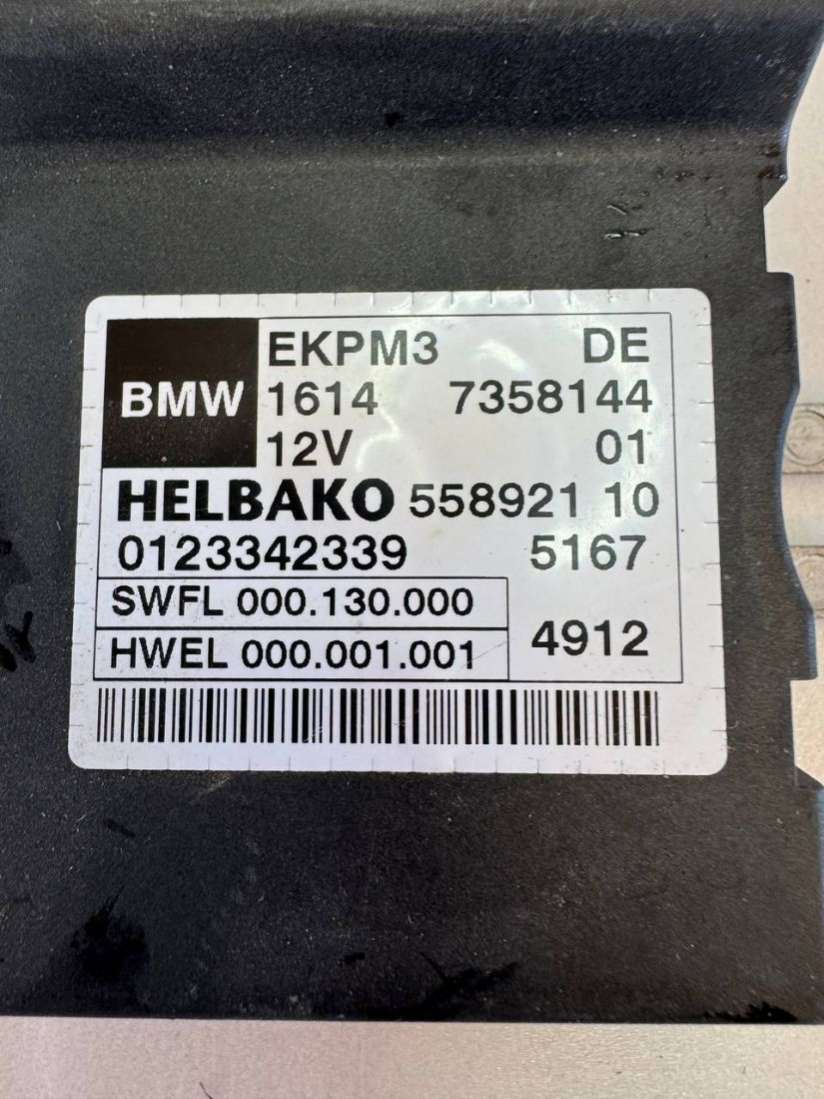 BMW
EKPM3 DE
1614 7358144
12V 01
HELBAKO 558921 10
0123342339 5167
SWFL 000.130.000
HWEL 000.001.001
4912